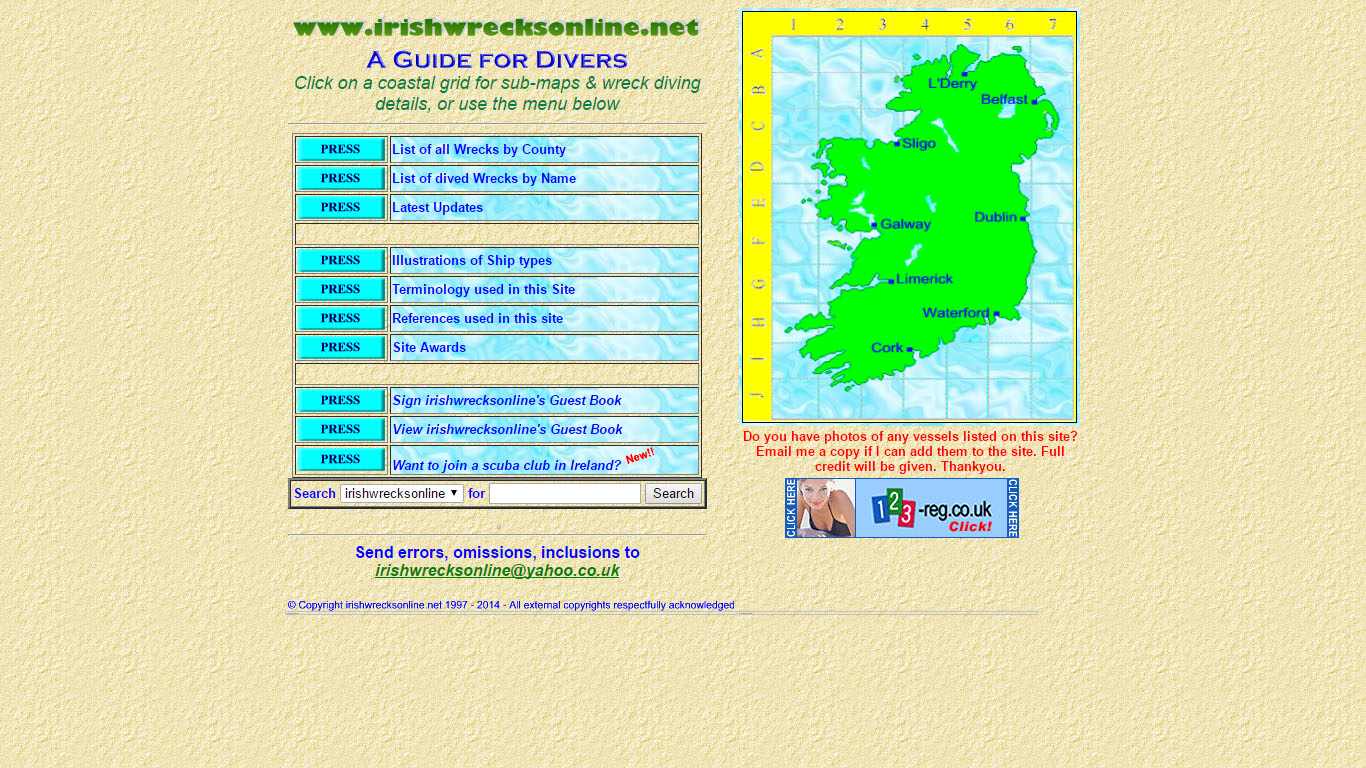 www.irishwrecksonline.net
A Guide for Divers
Click on a coastal grid for sub-maps & wreck diving
details, or use the menu below
PRESS List of all Wrecks by County
PRESS List of dived Wrecks by Name
PRESS Latest Updates
PRESS Illustrations of Ship types
PRESS Terminology used in this Site
PRESS References used in this site
PRESS Site Awards
PRESS Sign irishwrecksonline's Guest Book
PRESS View irishwrecksonline's Guest Book
PRESS Want to join a scuba club in Ireland? New!!
Search irishwrecksonline for Search
Send errors, omissions, inclusions to
irishwrecksonline@yahoo.co.uk
© Copyright irishwrecksonline.net 1997 - 2014 - All external copyrights respectfully acknowledged
1 2 3 4 5 6 7
A
L'Derry
B
Belfast
C
Sligo
D
E
Dublin
Galway
F
G
Limerick
H
Waterford
Cork
I
J
Do you have photos of any vessels listed on this site?
Email me a copy if I can add them to the site. Full
credit will be given. Thankyou.
CLICK HERE
123-reg.co.uk
Click!
CLICK HERE